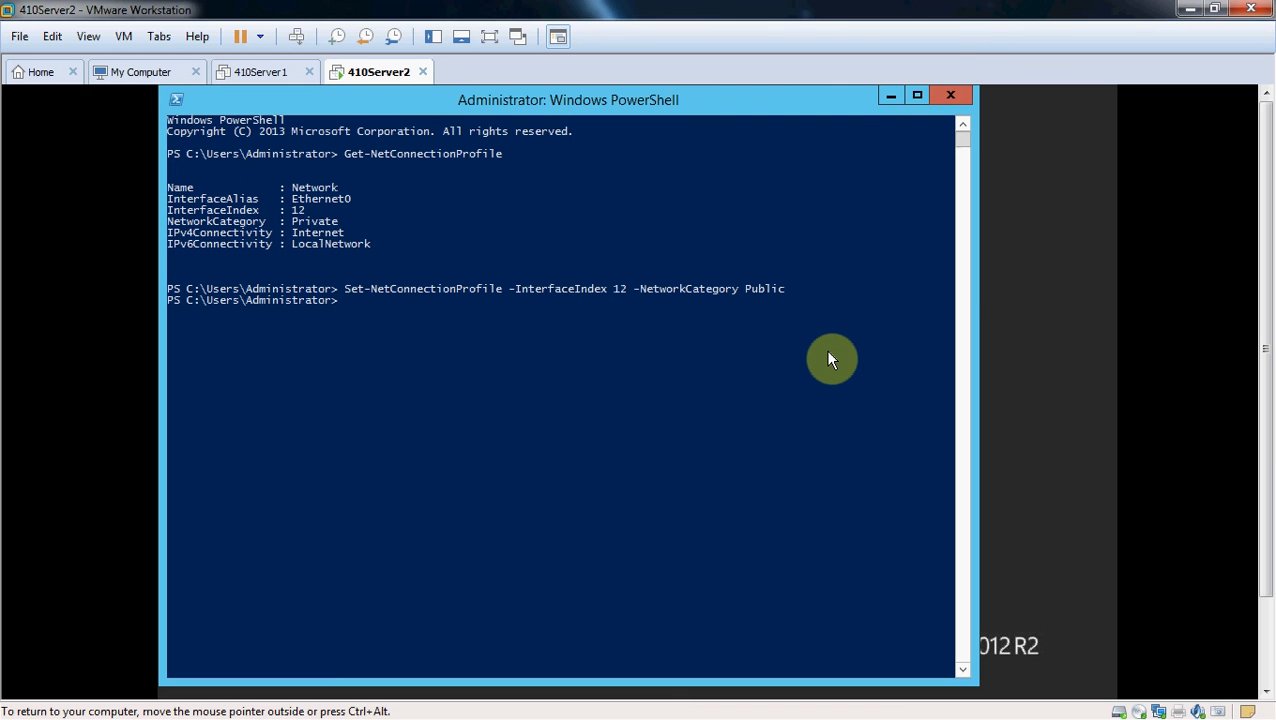 410Server2 - VMware Workstation
File Edit View VM Tabs Help
Home My Computer 410Server1 410Server2
Administrator: Windows PowerShell
Windows PowerShell
Copyright (C) 2013 Microsoft Corporation. All rights reserved.
PS C:\Users\Administrator> Get-NetConnectionProfile
Name : Network
InterfaceAlias : Ethernet0
InterfaceIndex : 12
NetworkCategory : Private
IPv4Connectivity : Internet
IPv6Connectivity : LocalNetwork
PS C:\Users\Administrator> Set-NetConnectionProfile -InterfaceIndex 12 -NetworkCategory Public
PS C:\Users\Administrator>
012 R2
To return to your computer, move the mouse pointer outside or press Ctrl+Alt.